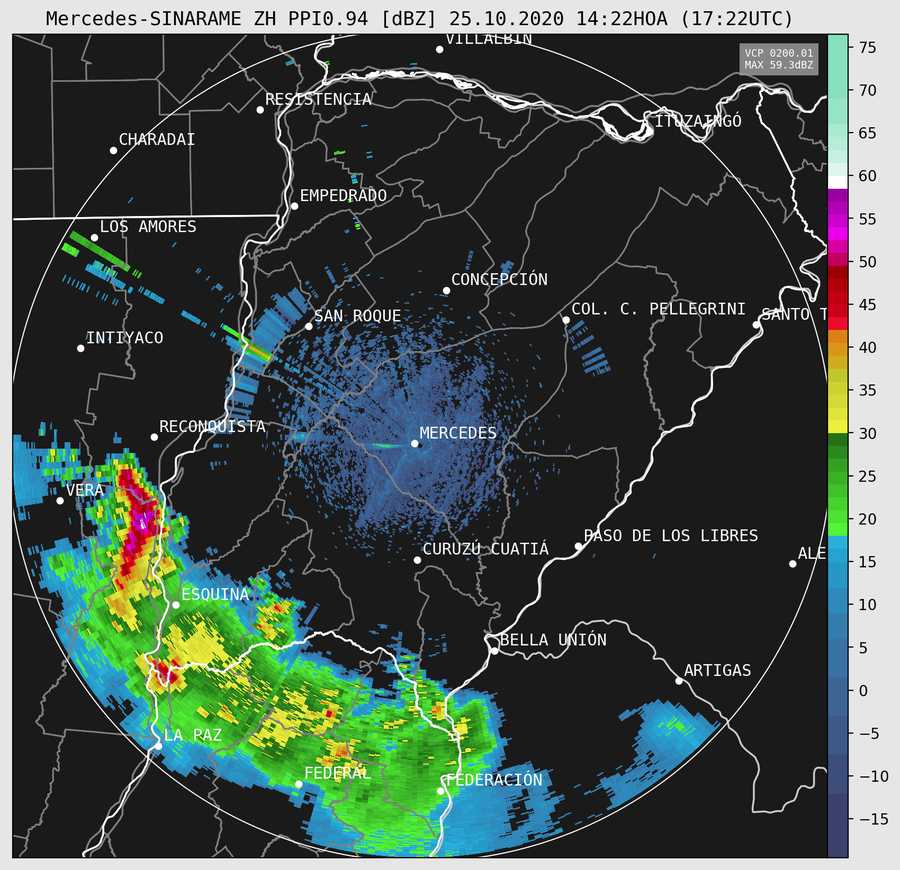 Mercedes-SINARAME ZH PPI0.94 [dBZ] 25.10.2020 14:22HOA (17:22UTC)
VILLALBIN
VCP 0200.01
MAX 59.3dBZ
RESISTENCIA
ITUZAINGÓ
CHARADAI
EMPEDRADO
LOS AMORES
CONCEPCIÓN
COL. C. PELLEGRINI
SANTO T
SAN ROQUE
INTIYACO
RECONQUISTA
MERCEDES
VERA
PASO DE LOS LIBRES
CURUZÚ CUATIÁ
ALE
ESQUINA
BELLA UNIÓN
ARTIGAS
LA PAZ
FEDERAL
FEDERACIÓN
75
70
65
60
55
50
45
40
35
30
25
20
15
10
5
0
−5
−10
−15